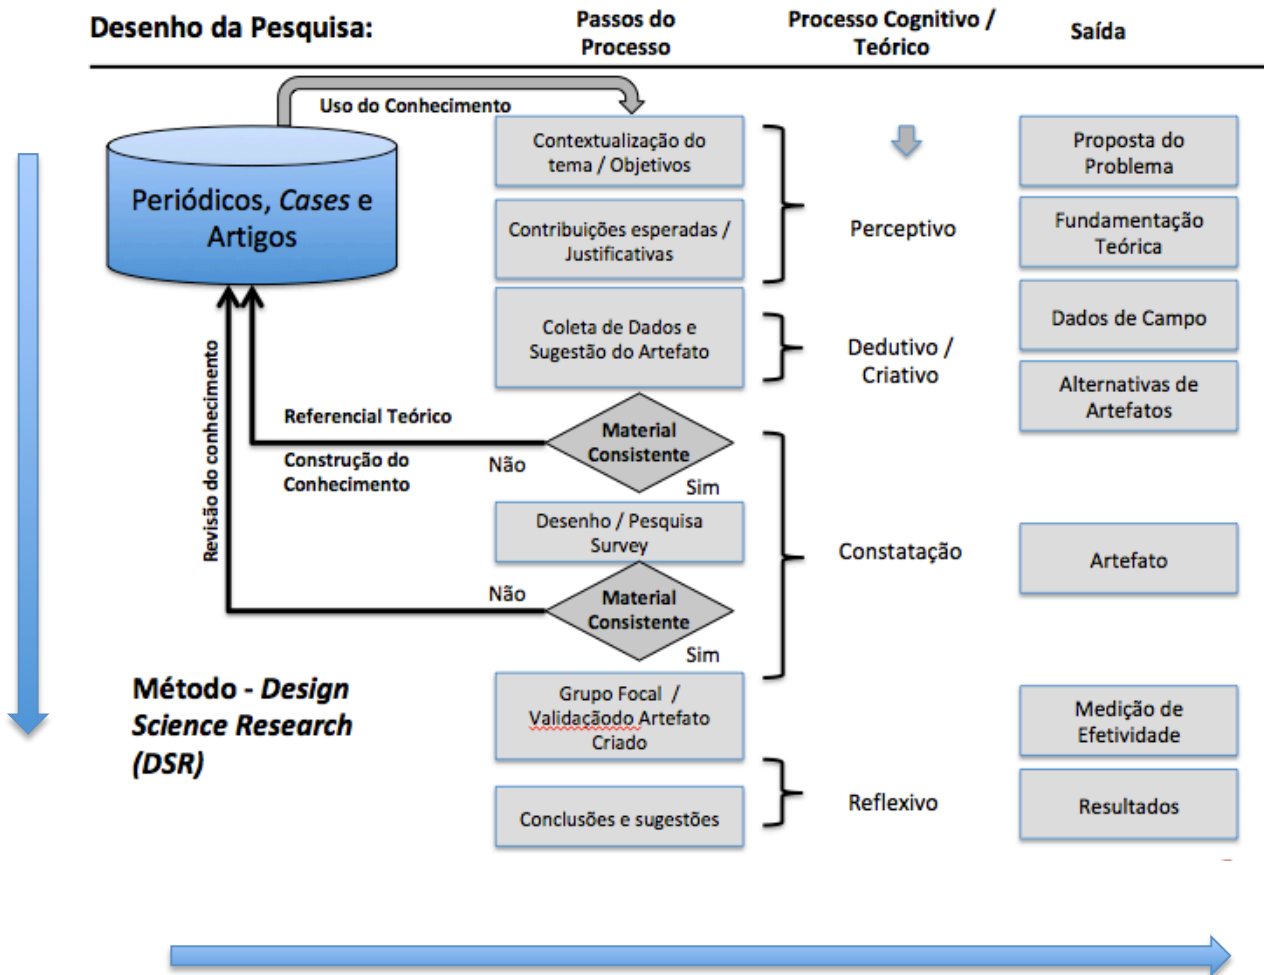 Desenho da Pesquisa:
Passos do
Processo
Processo Cognitivo /
Teórico
Saída
Uso do Conhecimento
Periódicos, Cases e
Artigos
Contextualização do
tema / Objetivos
Contribuições esperadas /
Justificativas
Perceptivo
Proposta do
Problema
Fundamentação
Teórica
Coleta de Dados e
Sugestão do Artefato
Dedutivo /
Criativo
Dados de Campo
Alternativas de
Artefatos
Revisão do conhecimento
Referencial Teórico
Construção do
Conhecimento
Não
Material
Consistente
Sim
Desenho / Pesquisa
Survey
Constatação
Artefato
Não
Material
Consistente
Sim
Método - Design
Science Research
(DSR)
Grupo Focal /
Validaçãodo Artefato
Criado
Medição de
Efetividade
Conclusões e sugestões
Reflexivo
Resultados